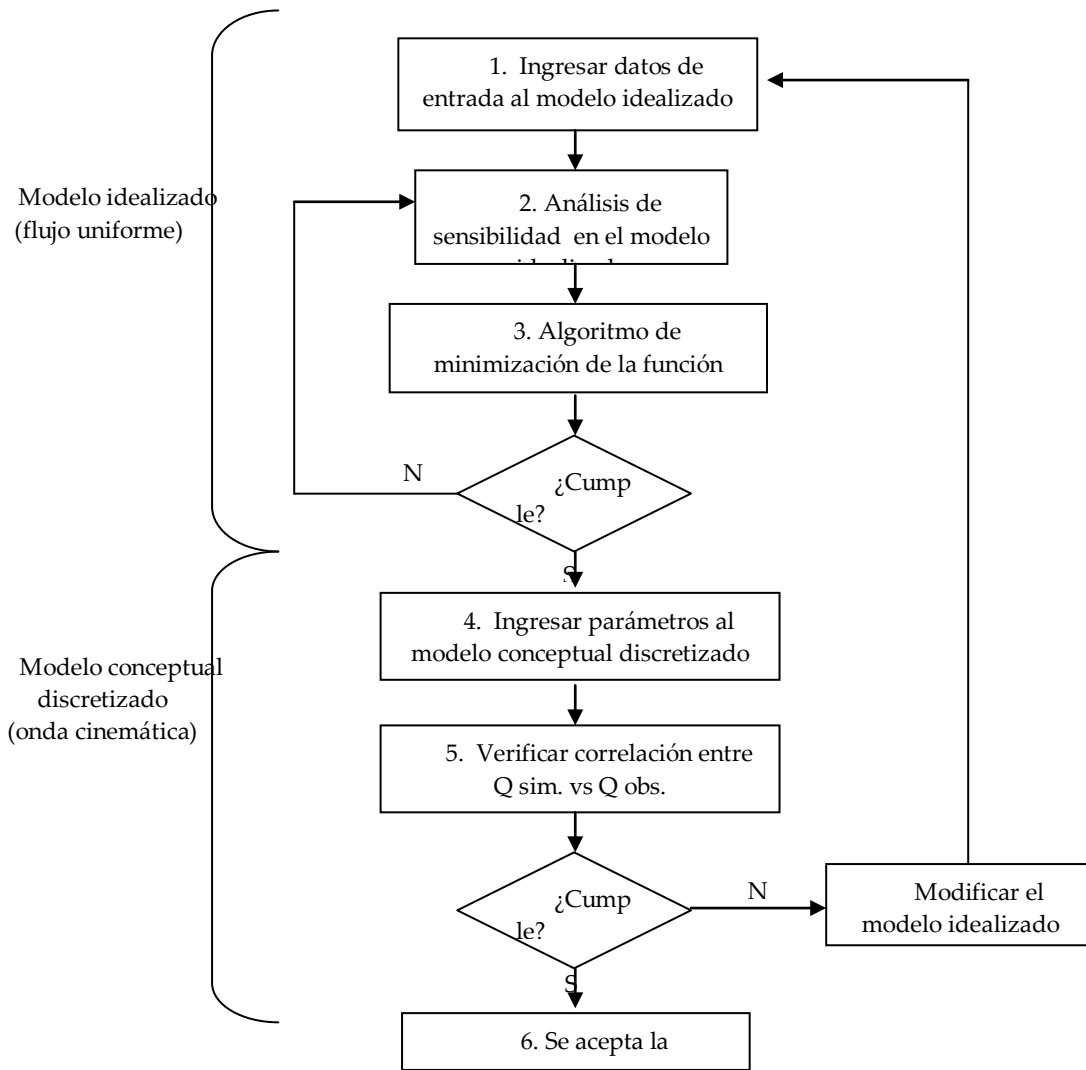 1. Ingresar datos de
entrada al modelo idealizado
Modelo idealizado
(flujo uniforme)
2. Análisis de
sensibilidad en el modelo
3. Algoritmo de
minimización de la función
N
¿Cump
le?
S
4. Ingresar parámetros al
modelo conceptual discretizado
Modelo conceptual
discretizado
(onda cinemática)
5. Verificar correlación entre
Q sim. vs Q obs.
¿Cump
le?
N
Modificar el
modelo idealizado
S
6. Se acepta la